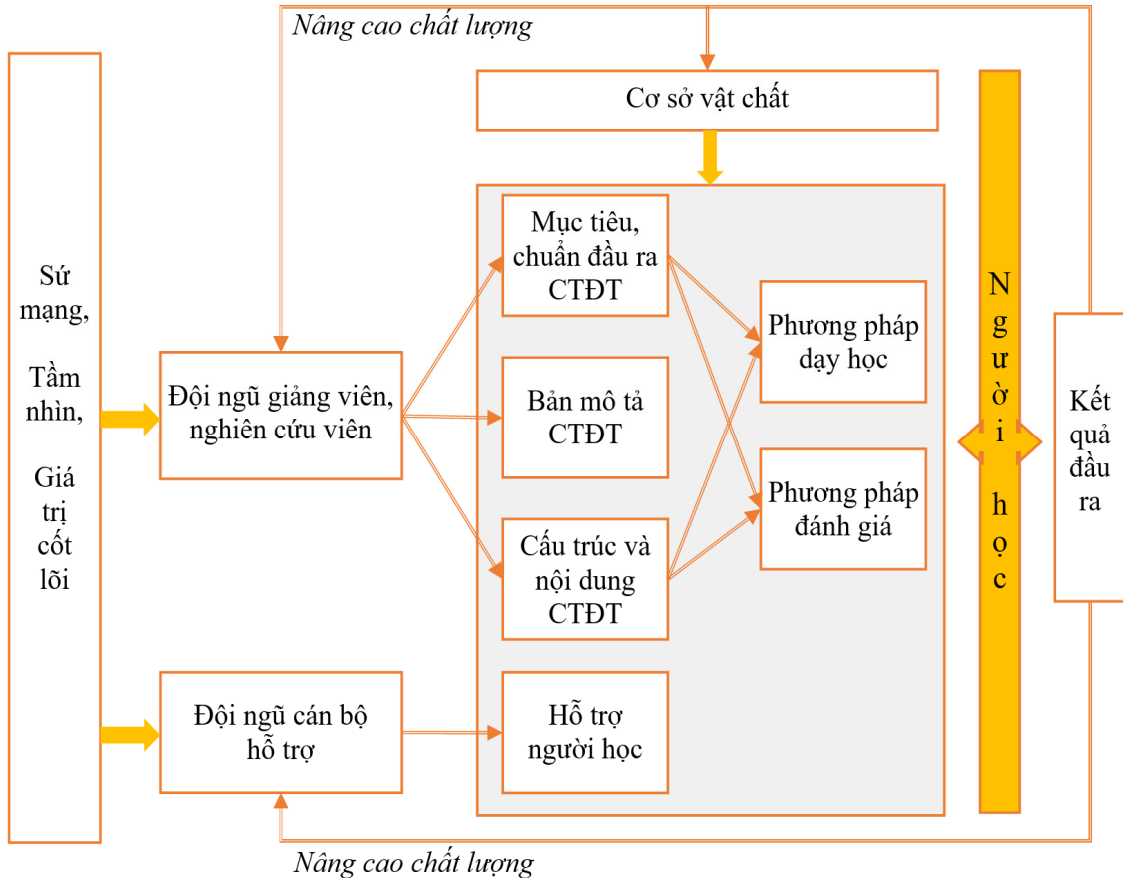 Nâng cao chất lượng
Cơ sở vật chất
Sứ
mạng,
Tầm
nhìn,
Giá
trị
cốt
lõi
Đội ngũ giảng viên,
nghiên cứu viên
Đội ngũ cán bộ
hỗ trợ
Mục tiêu,
chuẩn đầu ra
CTĐT
Bản mô tả
CTĐT
Cấu trúc và
nội dung
CTĐT
Hỗ trợ
người học
Phương pháp
dạy học
Phương pháp
đánh giá
N
g
ư
ờ
i
h
ọ
c
Kết
quả
đầu
ra
Nâng cao chất lượng